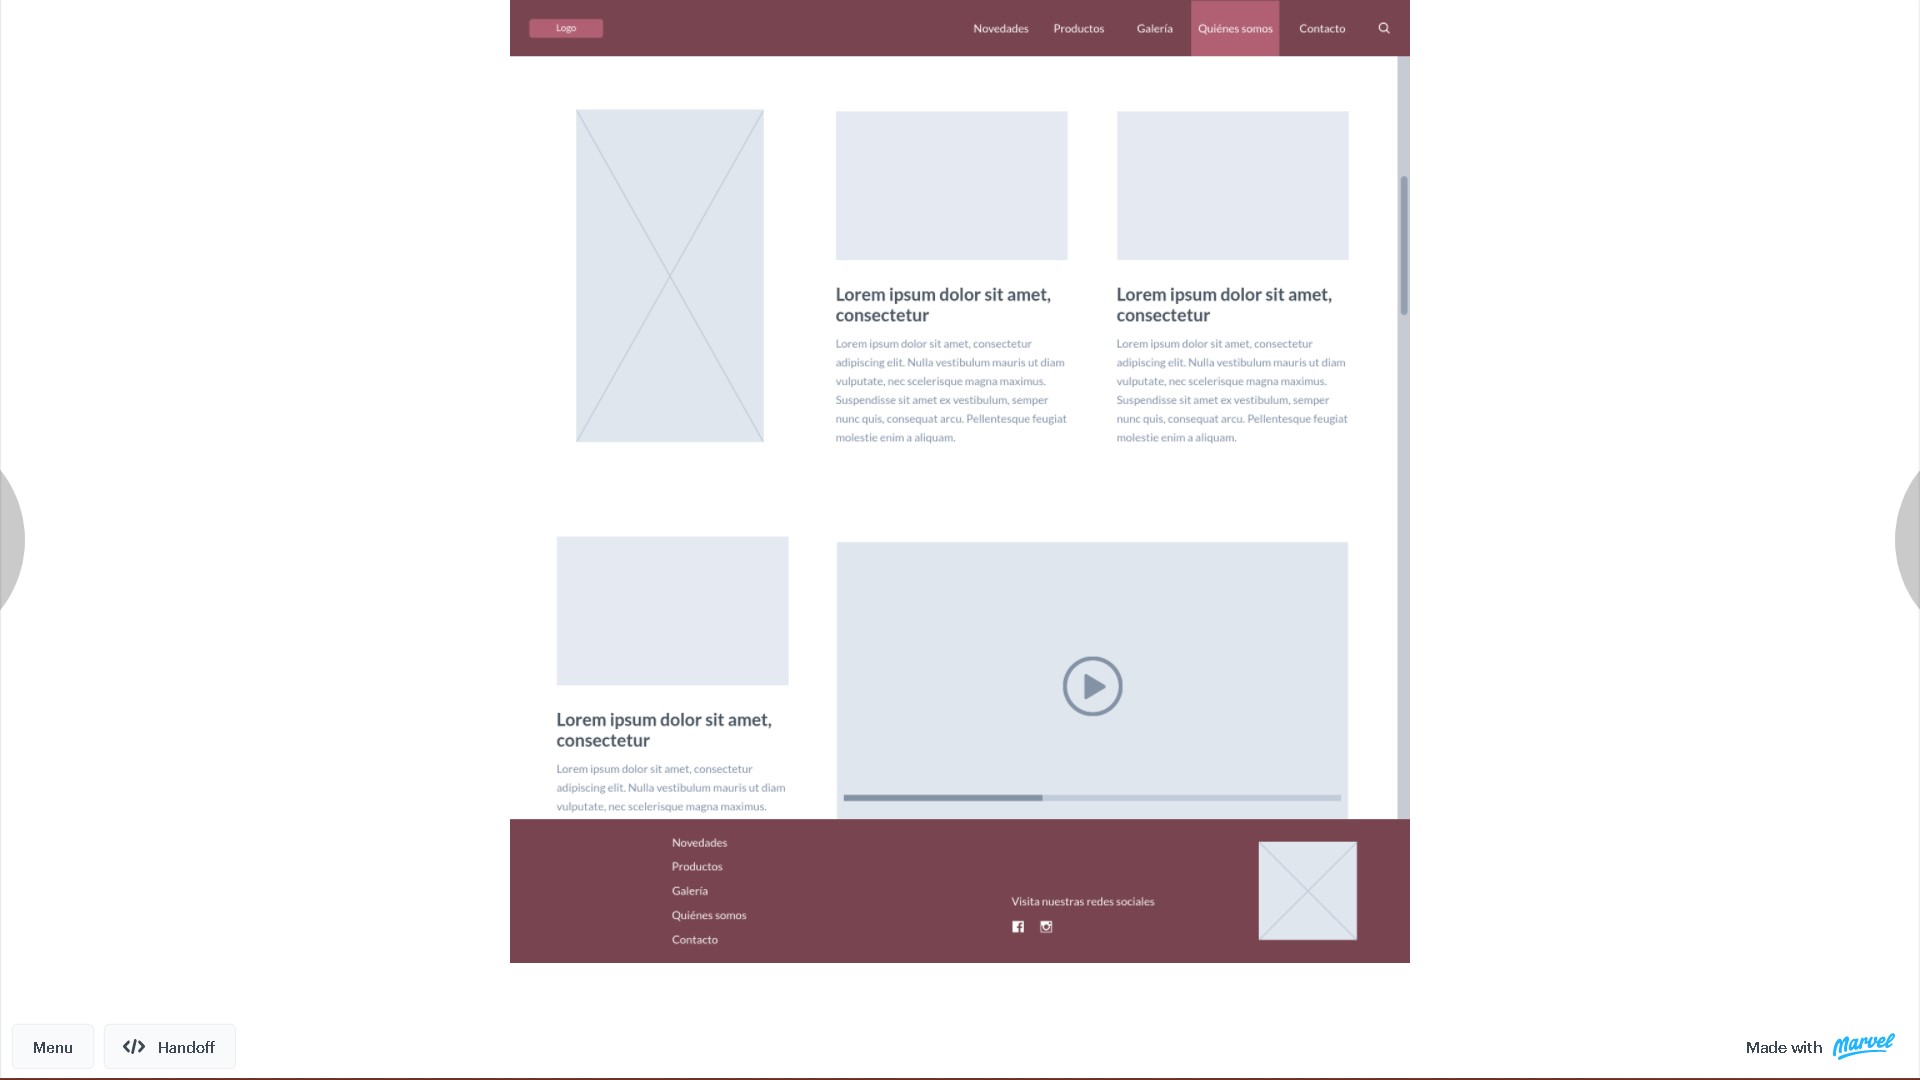 Logo
Novedades
Productos
Galería
Quiénes somos
Contacto
Lorem ipsum dolor sit amet,
consectetur
Lorem ipsum dolor sit amet, consectetur
adipiscing elit. Nulla vestibulum mauris ut diam
vulputate, nec scelerisque magna maximus.
Suspendisse sit amet ex vestibulum, semper
nunc quis, consequat arcu. Pellentesque feugiat
molestie enim a aliquam.
Lorem ipsum dolor sit amet,
consectetur
Lorem ipsum dolor sit amet, consectetur
adipiscing elit. Nulla vestibulum mauris ut diam
vulputate, nec scelerisque magna maximus.
Suspendisse sit amet ex vestibulum, semper
nunc quis, consequat arcu. Pellentesque feugiat
molestie enim a aliquam.
Lorem ipsum dolor sit amet,
consectetur
Lorem ipsum dolor sit amet, consectetur
adipiscing elit. Nulla vestibulum mauris ut diam
vulputate, nec scelerisque magna maximus.
Novedades
Productos
Galería
Quiénes somos
Contacto
Visita nuestras redes sociales
Menu
</> Handoff
Made with Marvel